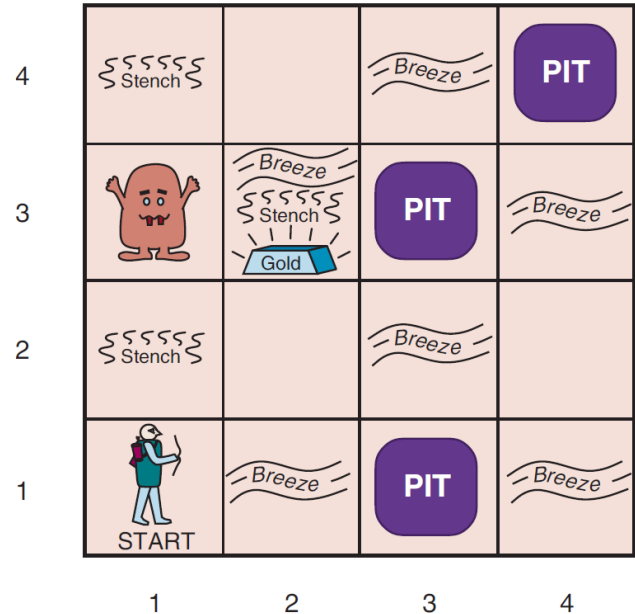 4
Stench
Breeze
PIT
3
Breeze
Stench
Gold
PIT
Breeze
2
Stench
Breeze
1
START
Breeze
PIT
Breeze
1 2 3 4